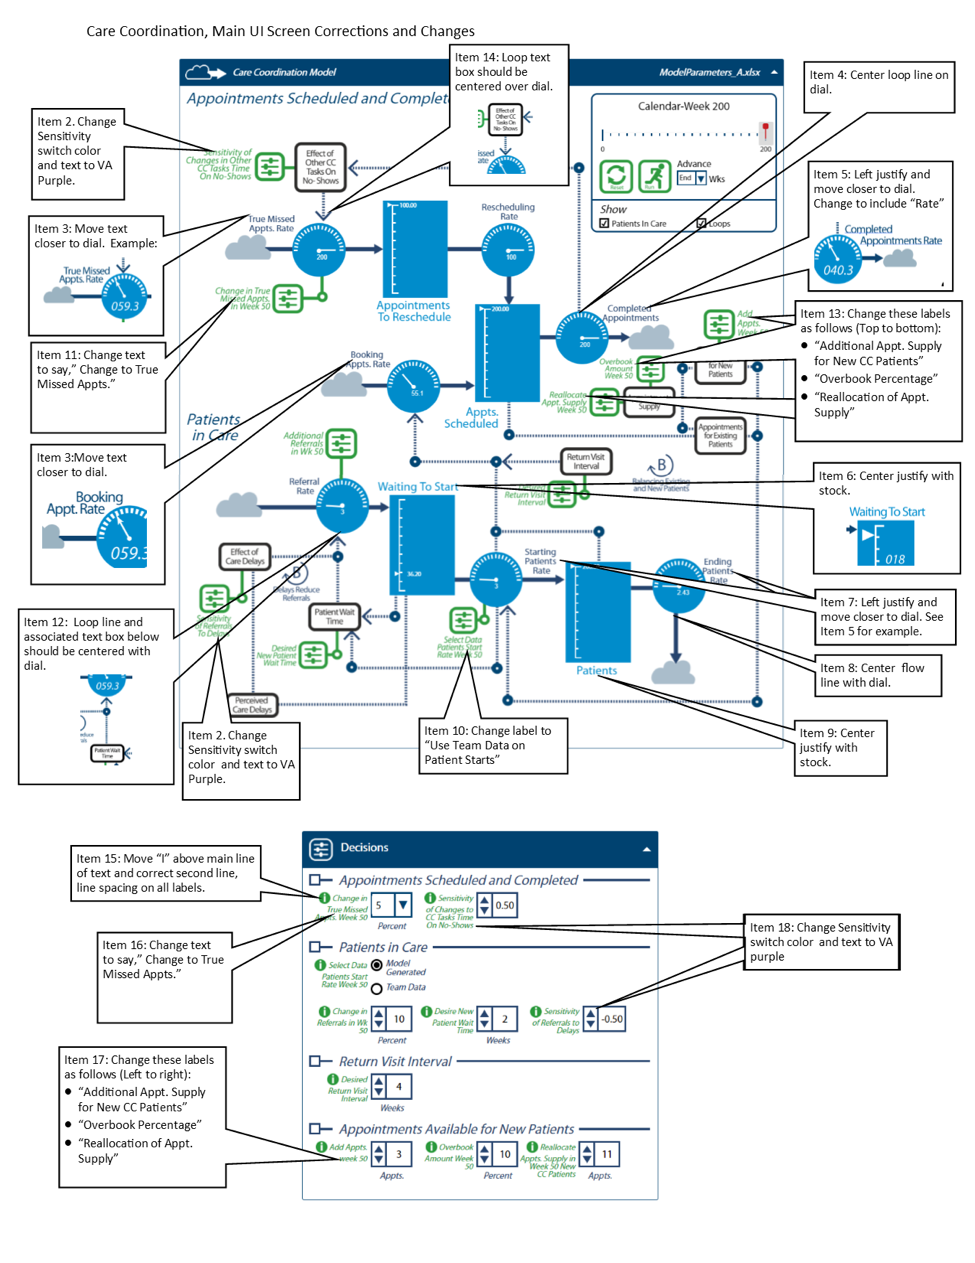 Care Coordination, Main UI Screen Corrections and Changes
Item 14: Loop text
box should be
centered over dial.
Effect of
Other CC
Tasks On
No-Shows
Care Coordination Model
ModelParameters_A.xlsx
Item 4: Center loop line on
dial.
Appointments Scheduled and Complete
Calendar-Week 200
0
200
Reset
Run
Advance
End
Wks
Show
Patients In Care
Loops
Item 2. Change
Sensitivity
switch color
and text to VA
Purple.
Sensitivity of
Changes in Other
CC Tasks Time
On No-Shows
Effect of
Other CC
Tasks On
No- Shows
Item 5: Left justify and
move closer to dial.
Change to include “Rate”
Completed
Appointments Rate
040.3
Item 3: Move text
closer to dial.  Example:
True Missed
Appt. Rate
059.3
True Missed
Appts. Rate
200
100.00
Appointments
To Reschedule
Rescheduling
Rate
100
Change in True
Missed Appts.
In Week 50
Item 11: Change text
to say,” Change to True
Missed Appts.”
200.00
Appts.
Scheduled
Completed
Appointments
200
Add
Appts.
Week 50
Item 13: Change these labels
as follows (Top to bottom):
“Additional Appt. Supply
for New CC Patients”
“Overbook Percentage”
“Reallocation of Appt.
Supply”
Overbook
Amount
Week 50
for New
Patients
Reallocate
Appt. Supply
Week 50
Supply
Appointments
for Existing
Patients
Booking
Appts. Rate
55.1
Patients
in Care
Item 3:Move text
closer to dial.
Booking
Appt. Rate
059.3
Additional
Referrals
in Wk 50
Referral
Rate
3
Waiting To Start
36.20
Return Visit
Interval
Desired
Return Visit
Interval
B
Balancing Existing
and New Patients
Item 6: Center justify with
stock.
Waiting To Start
018
Effect of
Care Delays
B
Delays Reduce
Referrals
Sensitivity
of Referrals
To Delays
Patient Wait
Time
Desired
New Patient
Wait Time
Perceived
Care Delays
Starting
Patients
Rate
3
Select Data
Patients Start
Rate Week 50
Patients
Ending
Patients
Rate
2.43
Item 7: Left justify and
move closer to dial. See
Item 5 for example.
Item 8: Center  flow
line with dial.
Item 9: Center
justify with
stock.
Item 12:  Loop line and
associated text box below
should be centered with
dial.
059.3
Patient Wait
Time
Item 2. Change
Sensitivity switch
color  and text to VA
Purple.
Item 10: Change label to
“Use Team Data on
Patient Starts”
Decisions
Item 15: Move “I” above main line
of text and correct second line,
line spacing on all labels.
Appointments Scheduled and Completed
Change in
True Missed
Appts. Week 50
5
Percent
Sensitivity
of Changes to
CC Tasks Time
On No-Shows
0.50
Item 16: Change text
to say,” Change to True
Missed Appts.”
Item 18: Change Sensitivity
switch color  and text to VA
purple
Patients in Care
Select Data
Patients Start
Rate Week 50
Model
Generated
Team Data
Change in
Referrals in Wk
50
10
Percent
Desire New
Patient Wait
Time
2
Weeks
Sensitivity
of Referrals to
Delays
-0.50
Return Visit Interval
Desired
Return Visit
Interval
4
Weeks
Item 17: Change these labels
as follows (Left to right):
“Additional Appt. Supply
for New CC Patients”
“Overbook Percentage”
“Reallocation of Appt.
Supply”
Appointments Available for New Patients
Add Appts.
week 50
3
Appts.
Overbook
Amount Week
50
10
Percent
Reallocate
Appts. Supply in
Week 50 New
CC Patients
11
Appts.